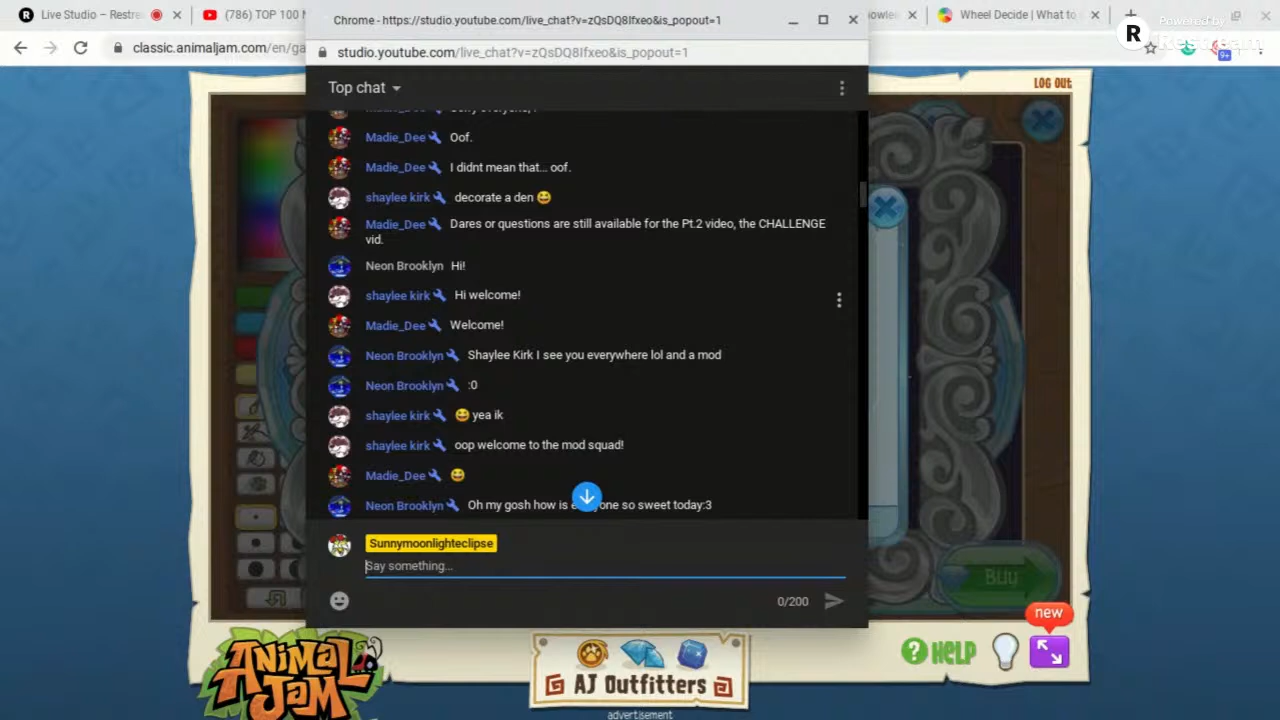 Live Studio – Restrea
(786) TOP 100 M
nowled
Wheel Decide | What to
Chrome - https://studio.youtube.com/live_chat?v=zQsDQ8Ifxeo&is_popout=1
Powered by
Restream
classic.animaljam.com/en/ga
studio.youtube.com/live_chat?v=zQsDQ8Ifxeo&is_popout=1
9+
LOG OUT
Top chat
Madie_Dee Oof.
Madie_Dee I didnt mean that... oof.
shaylee kirk decorate a den 😅
Madie_Dee Dares or questions are still available for the Pt.2 video, the CHALLENGE
vid.
Neon Brooklyn Hi!
shaylee kirk Hi welcome!
Madie_Dee Welcome!
Neon Brooklyn Shaylee Kirk I see you everywhere lol and a mod
Neon Brooklyn :0
shaylee kirk 😅 yea ik
shaylee kirk oop welcome to the mod squad!
Madie_Dee 😅
Neon Brooklyn Oh my gosh how is everyone so sweet today:3
Sunnymoonlighteclipse
Say something...
0/200
Buy
new
HELP
ANIMAL
JAM
AJ Outfitters
advertisement